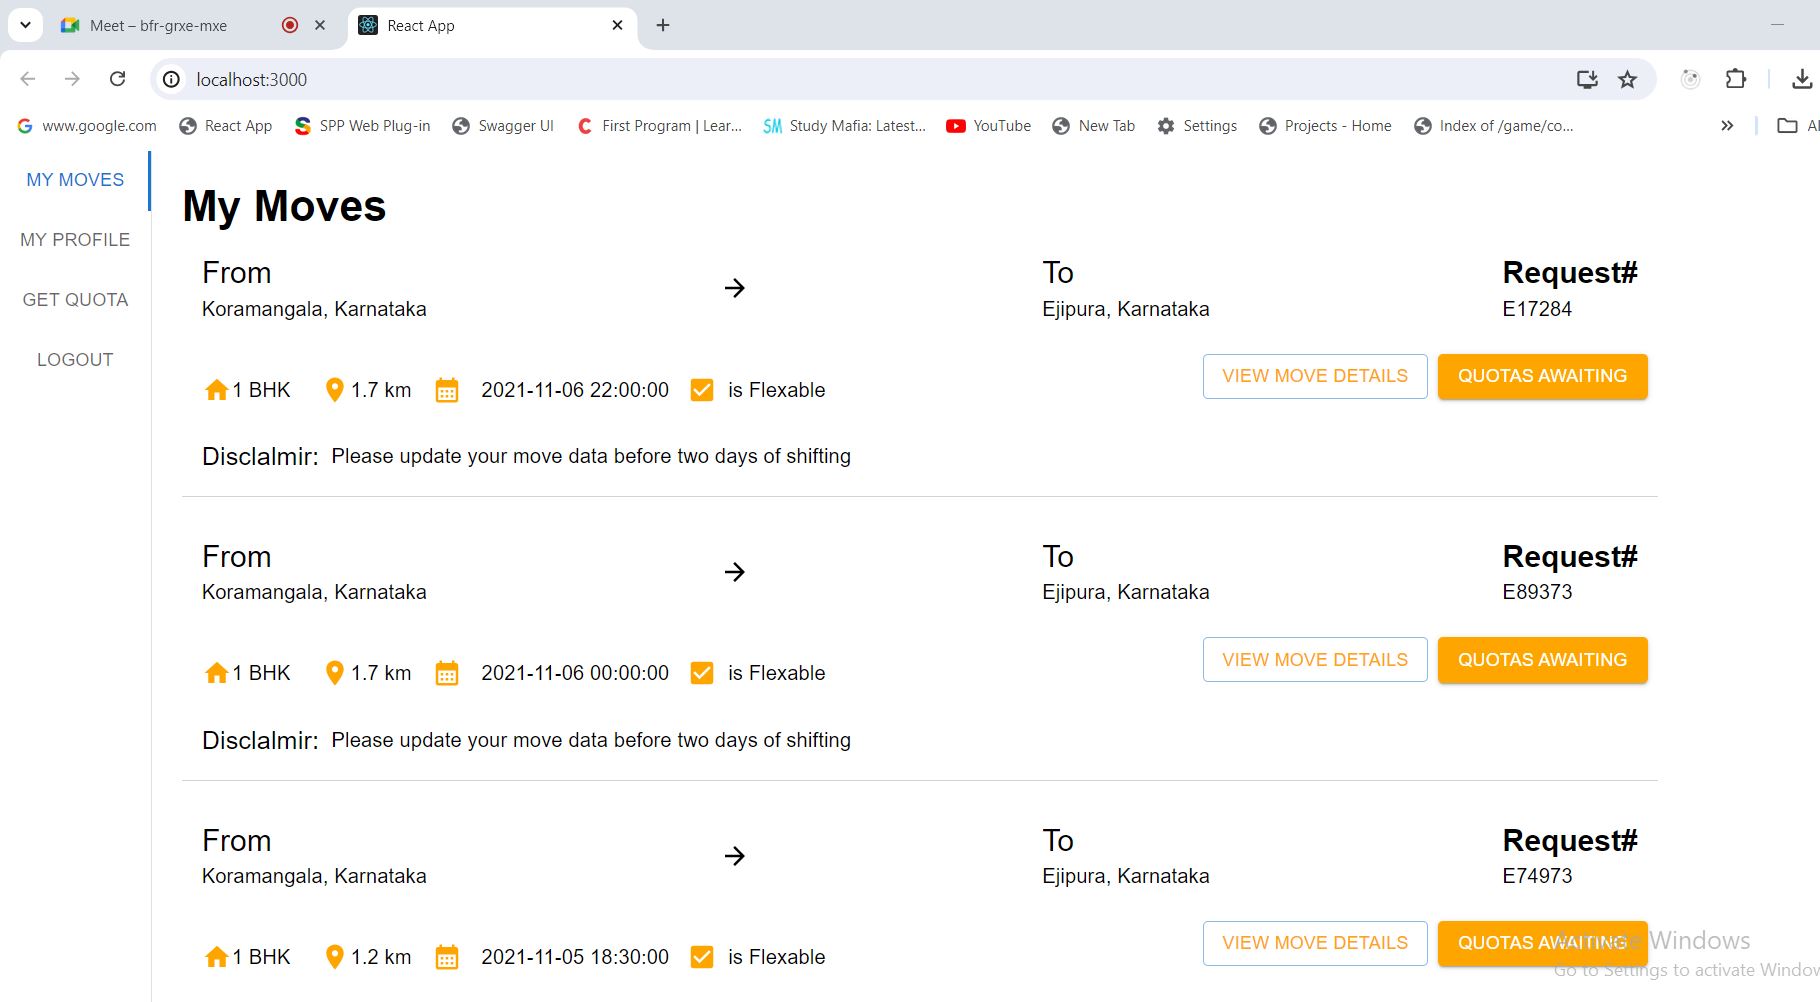 Meet – bfr-grxe-mxe
React App
localhost:3000
www.google.com React App SPP Web Plug-in Swagger UI First Program | Lear... SM Study Mafia: Latest... YouTube New Tab Settings Projects - Home Index of /game/co...
MY MOVES
MY PROFILE
GET QUOTA
LOGOUT
My Moves
From To Request#
Koramangala, Karnataka Ejipura, Karnataka E17284
1 BHK 1.7 km 2021-11-06 22:00:00 is Flexable VIEW MOVE DETAILS QUOTAS AWAITING
Disclalmir: Please update your move data before two days of shifting
From To Request#
Koramangala, Karnataka Ejipura, Karnataka E89373
1 BHK 1.7 km 2021-11-06 00:00:00 is Flexable VIEW MOVE DETAILS QUOTAS AWAITING
Disclalmir: Please update your move data before two days of shifting
From To Request#
Koramangala, Karnataka Ejipura, Karnataka E74973
1 BHK 1.2 km 2021-11-05 18:30:00 is Flexable VIEW MOVE DETAILS QUOTAS AWAITING
Activate Windows
Go to Settings to activate Window